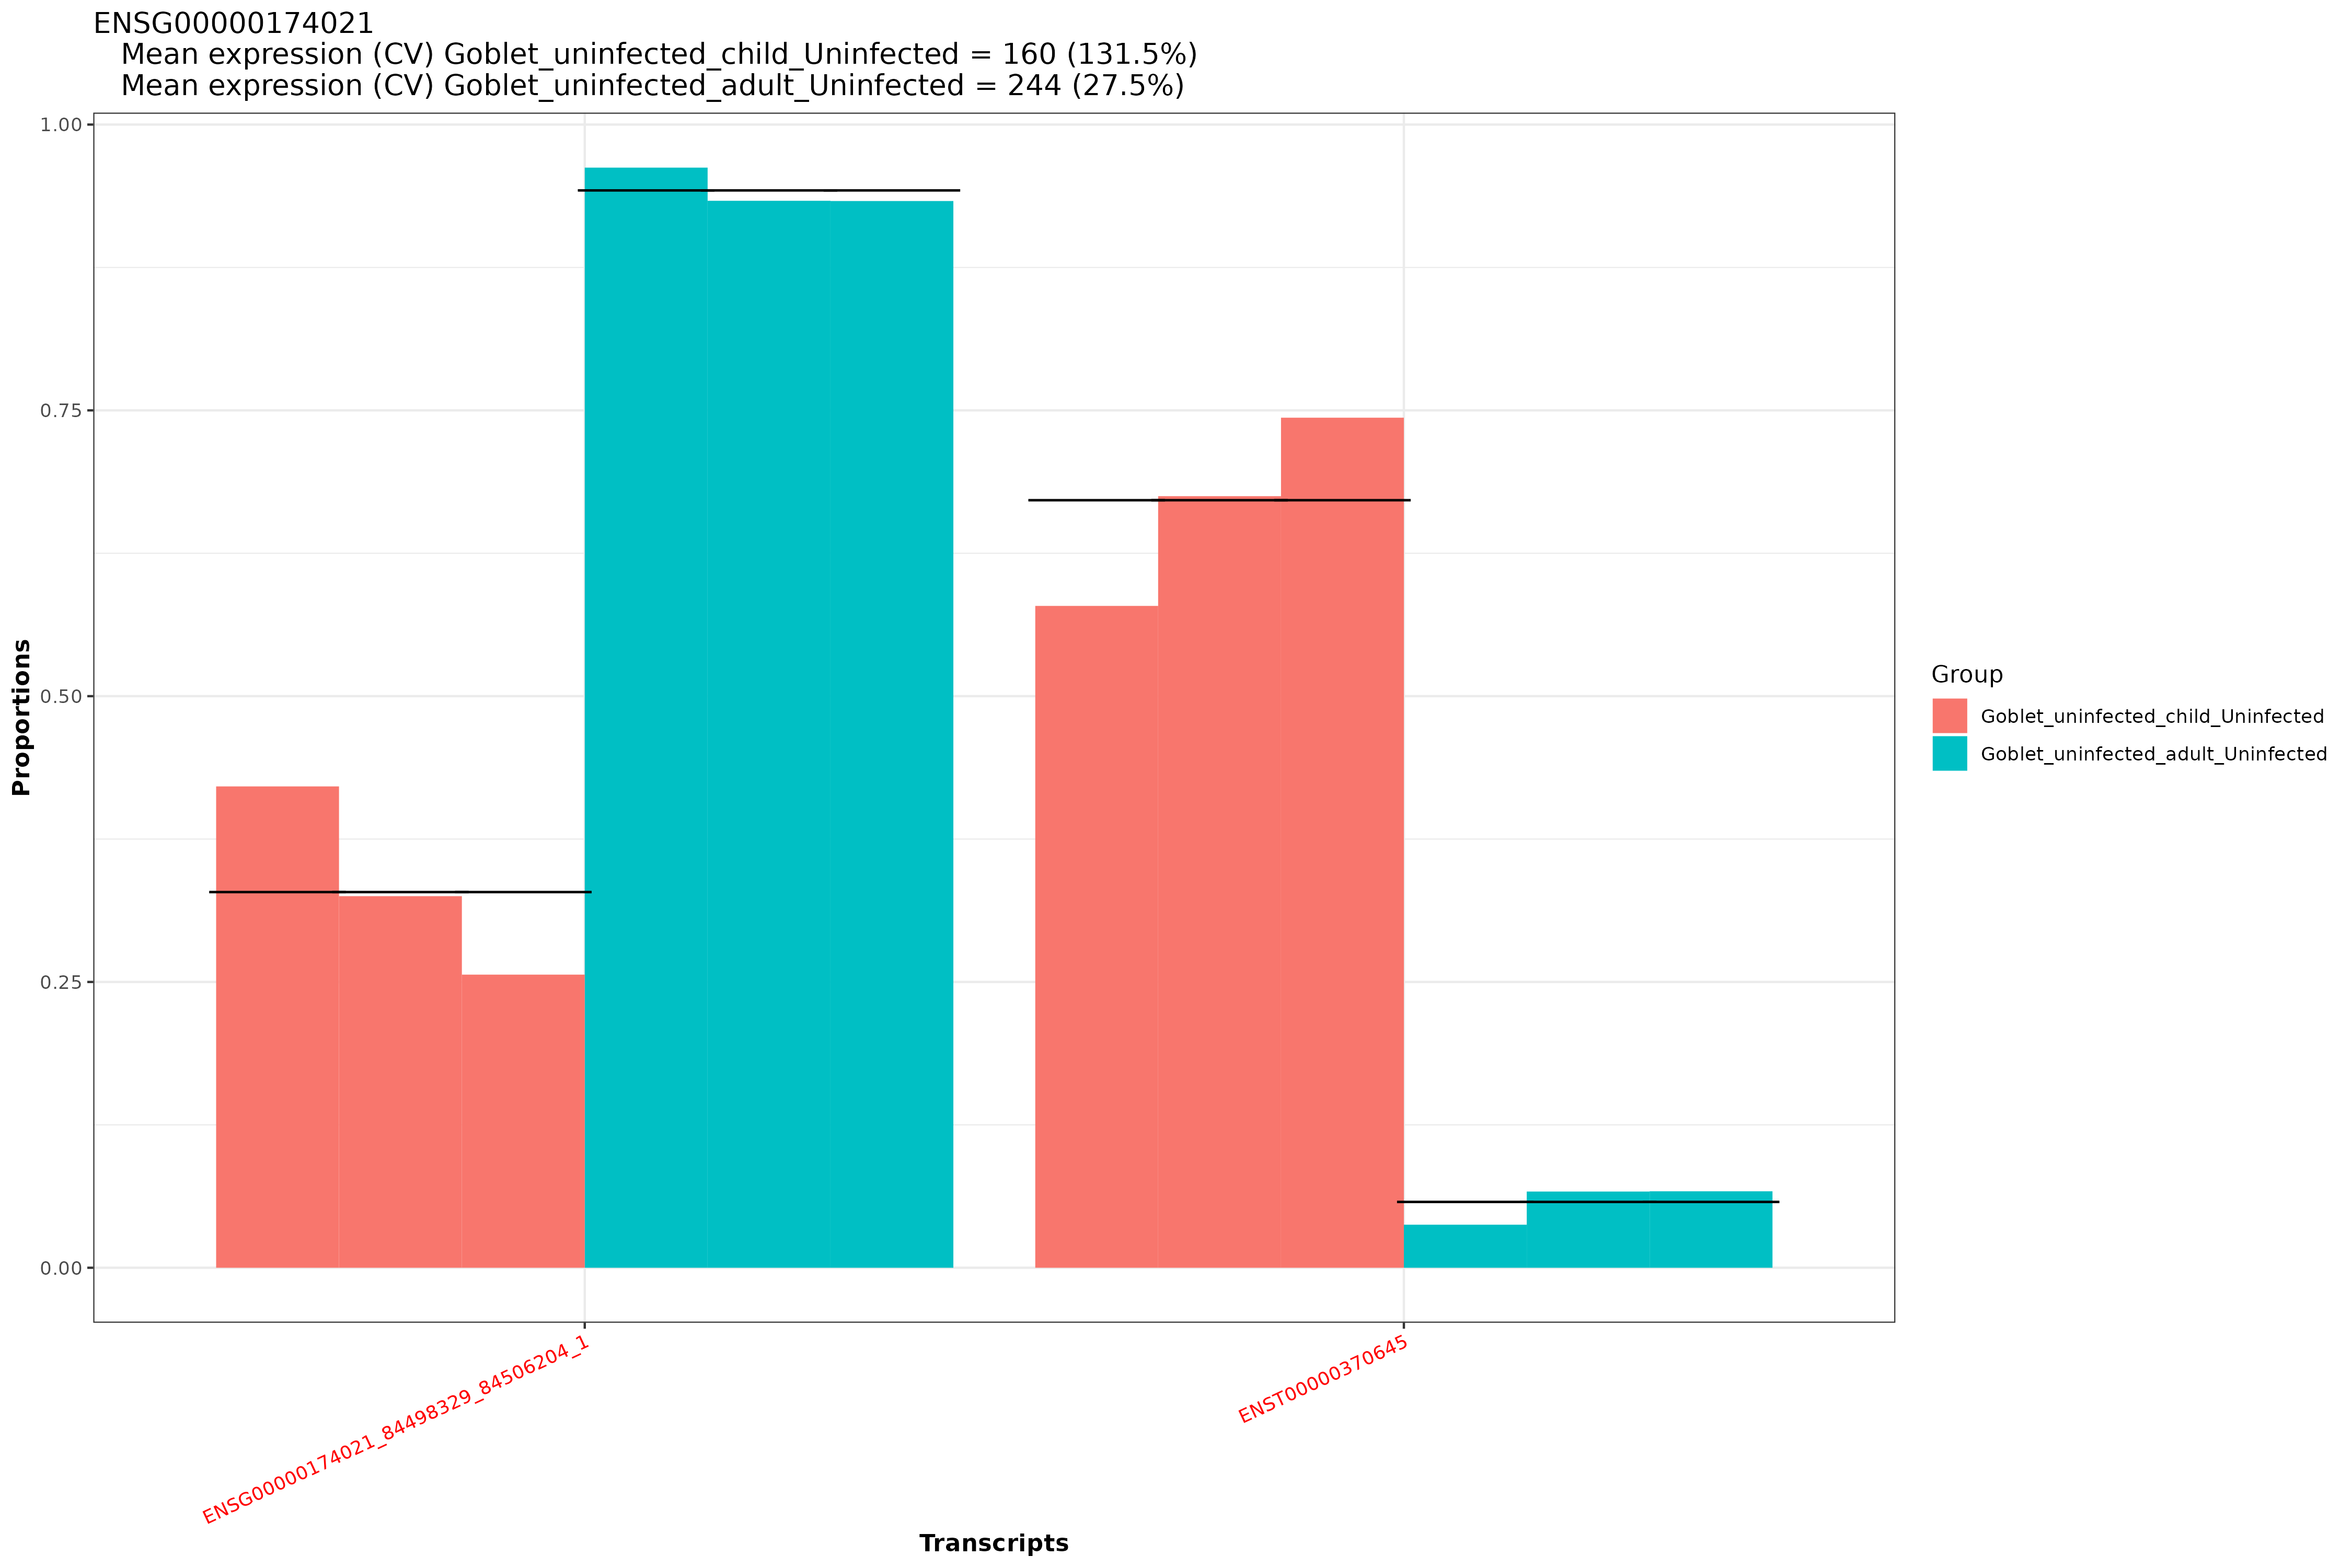 ENSG00000174021
Mean expression (CV) Goblet_uninfected_child_Uninfected = 160 (131.5%)
Mean expression (CV) Goblet_uninfected_adult_Uninfected = 244 (27.5%)
1.00
0.75
0.50
0.25
0.00
Proportions
ENSG00000174021_84498329_84506204_1
ENST00000370645
Transcripts
Group
Goblet_uninfected_child_Uninfected
Goblet_uninfected_adult_Uninfected